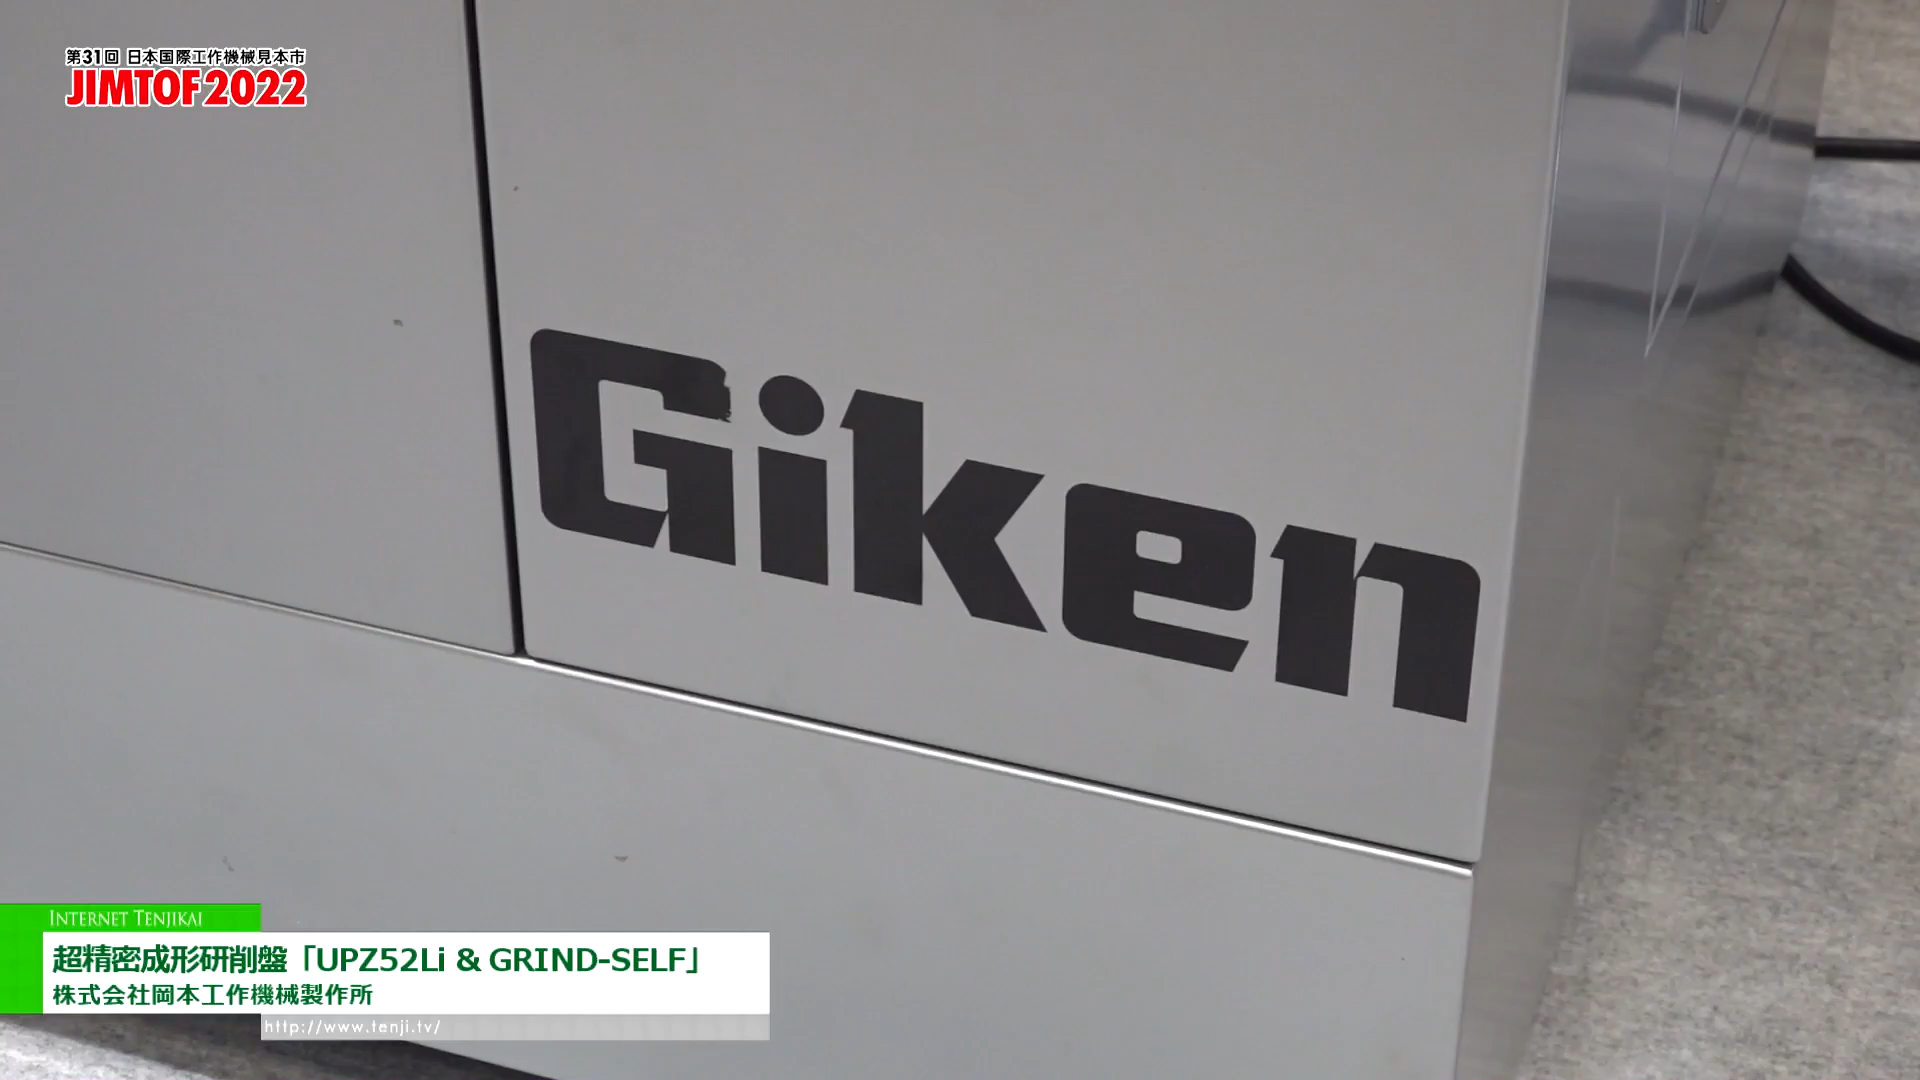 第31回 日本国際工作機械見本市
JIMTOF2022
Giken
INTERNET TENJIKAI
超精密成形研削盤「UPZ52Li & GRIND-SELF」
株式会社岡本工作機械製作所
http://www.tenji.tv/